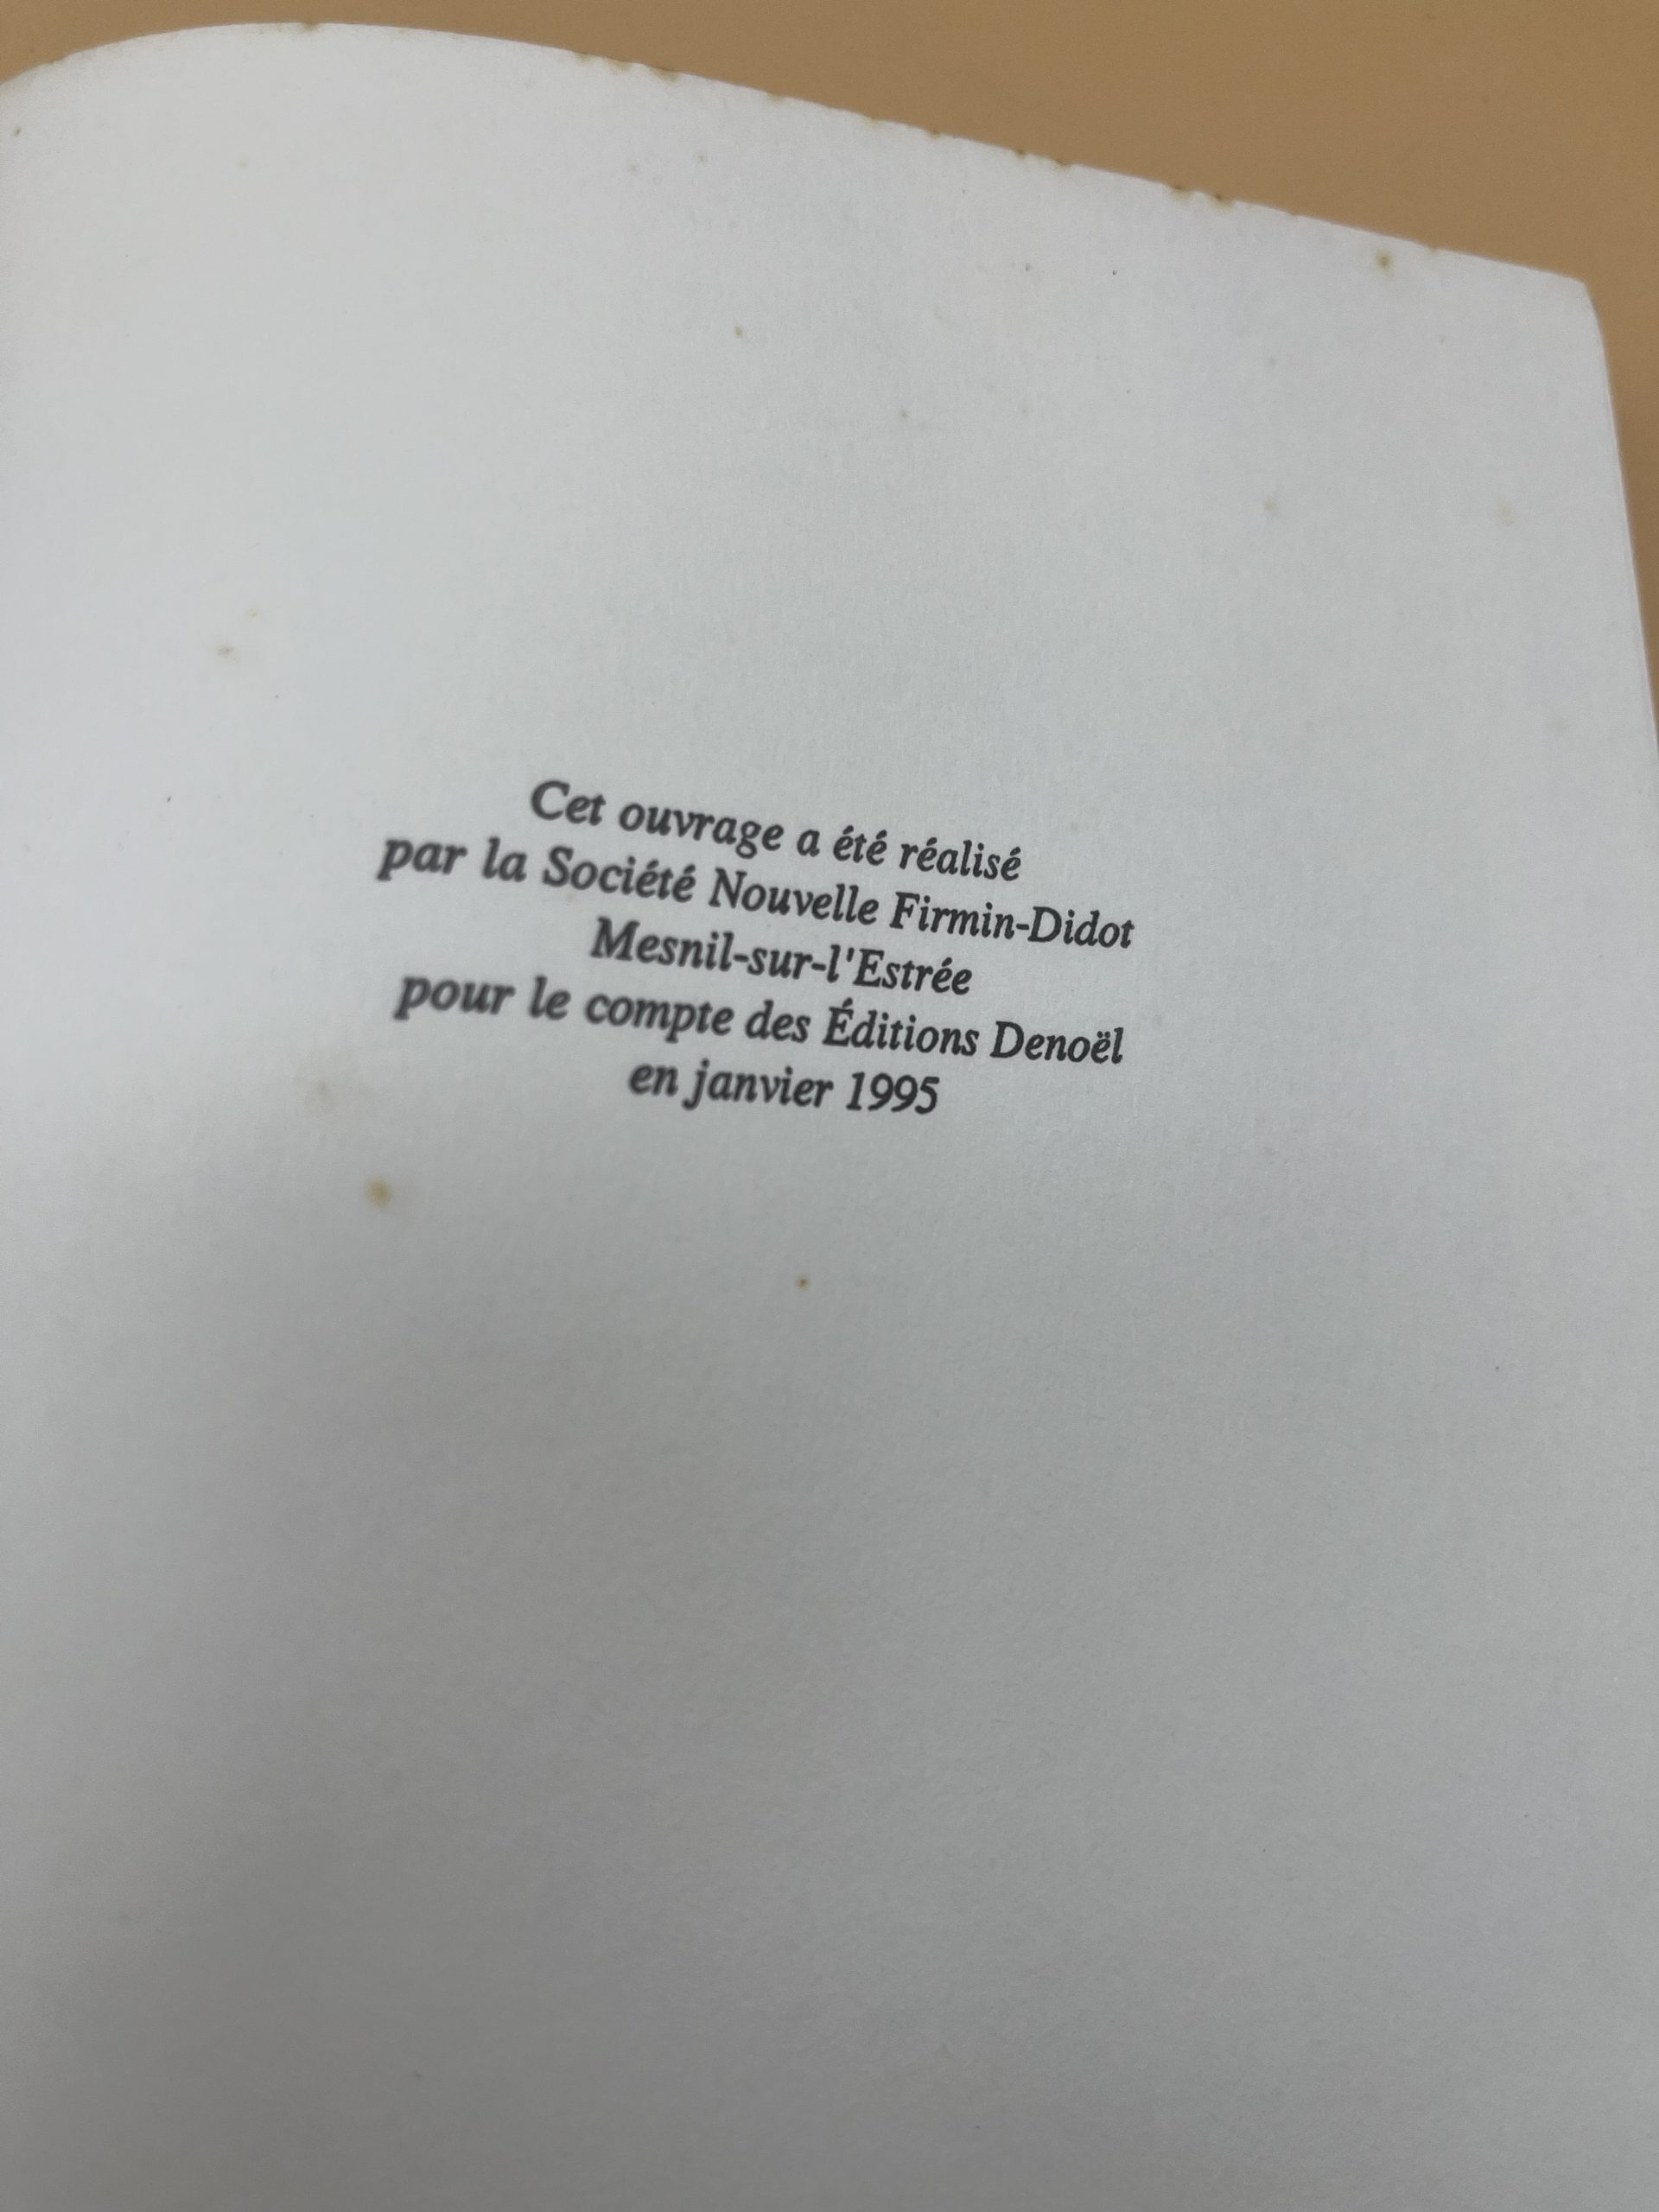 Cet ouvrage a été réalisé
par la Société Nouvelle Firmin-Didot
Mesnil-sur-l'Estrée
pour le compte des Éditions Denoël
en janvier 1995